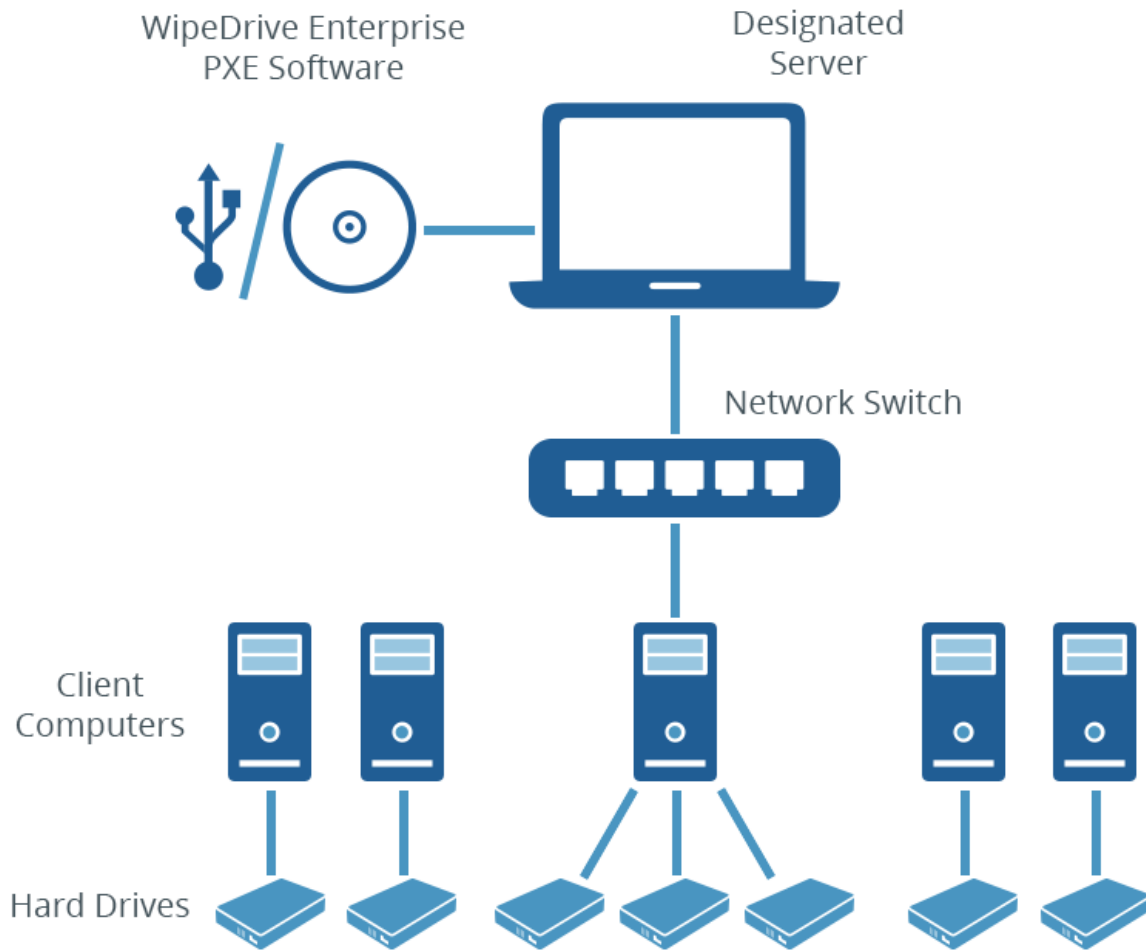 WipeDrive Enterprise
PXE Software
Designated
Server
Network Switch
Client
Computers
Hard Drives